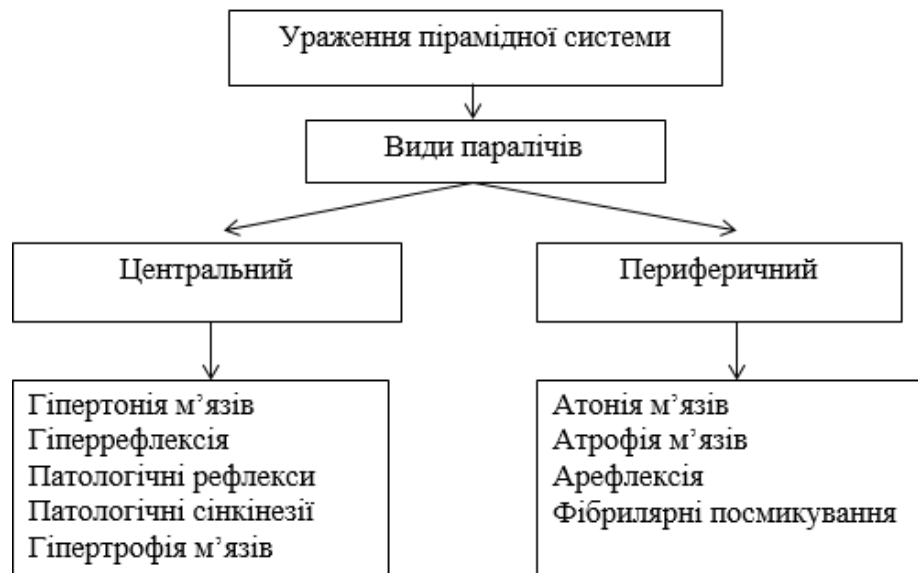 Ураження пірамідної системи
Види паралічів
Центральний
Периферичний
Гіпертонія м’язів
Гіперрефлексія
Патологічні рефлекси
Патологічні сінкінезії
Гіпертрофія м’язів
Атонія м’язів
Атрофія м’язів
Арефлексія
Фібрилярні посмикування